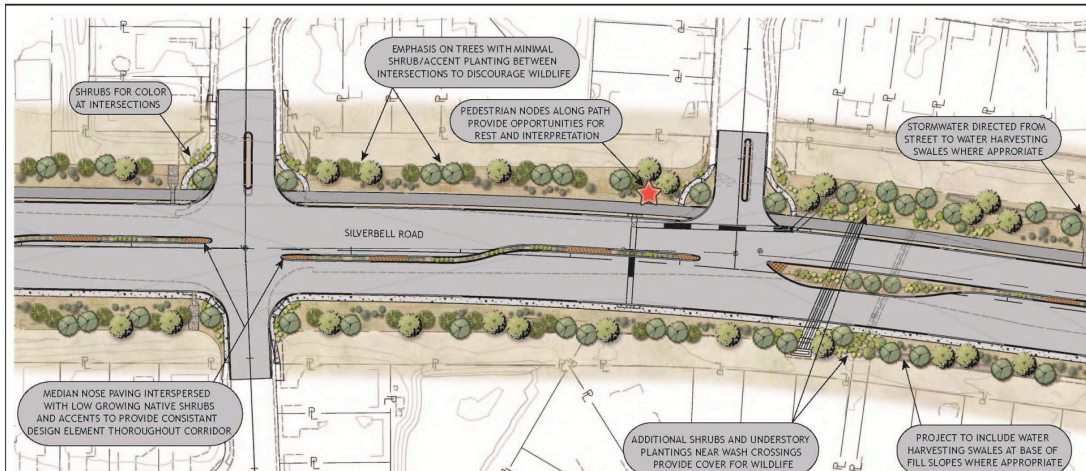 EMPHASIS ON TREES WITH MINIMAL
SHRUB/ACCENT PLANTING BETWEEN
INTERSECTIONS TO DISCOURAGE WILDLIFE
SHRUBS FOR COLOR
AT INTERSECTIONS
PEDESTRIAN NODES ALONG PATH
PROVIDE OPPORTUNITIES FOR
REST AND INTERPRETATION
STORMWATER DIRECTED FROM
STREET TO WATER HARVESTING
SWALES WHERE APPRORIATE
SILVERBELL ROAD
MEDIAN NOSE PAVING INTERSPERSED
WITH LOW GROWING NATIVE SHRUBS
AND ACCENTS TO PROVIDE CONSISTANT
DESIGN ELEMENT THOROUGHOUT CORRIDOR
ADDITIONAL SHRUBS AND UNDERSTORY
PLANTINGS NEAR WASH CROSSINGS
PROVIDE COVER FOR WILDLIFE
PROJECT TO INCLUDE WATER
HARVESTING SWALES AT BASE OF
FILL SLOPES WHERE APPROPRIATE